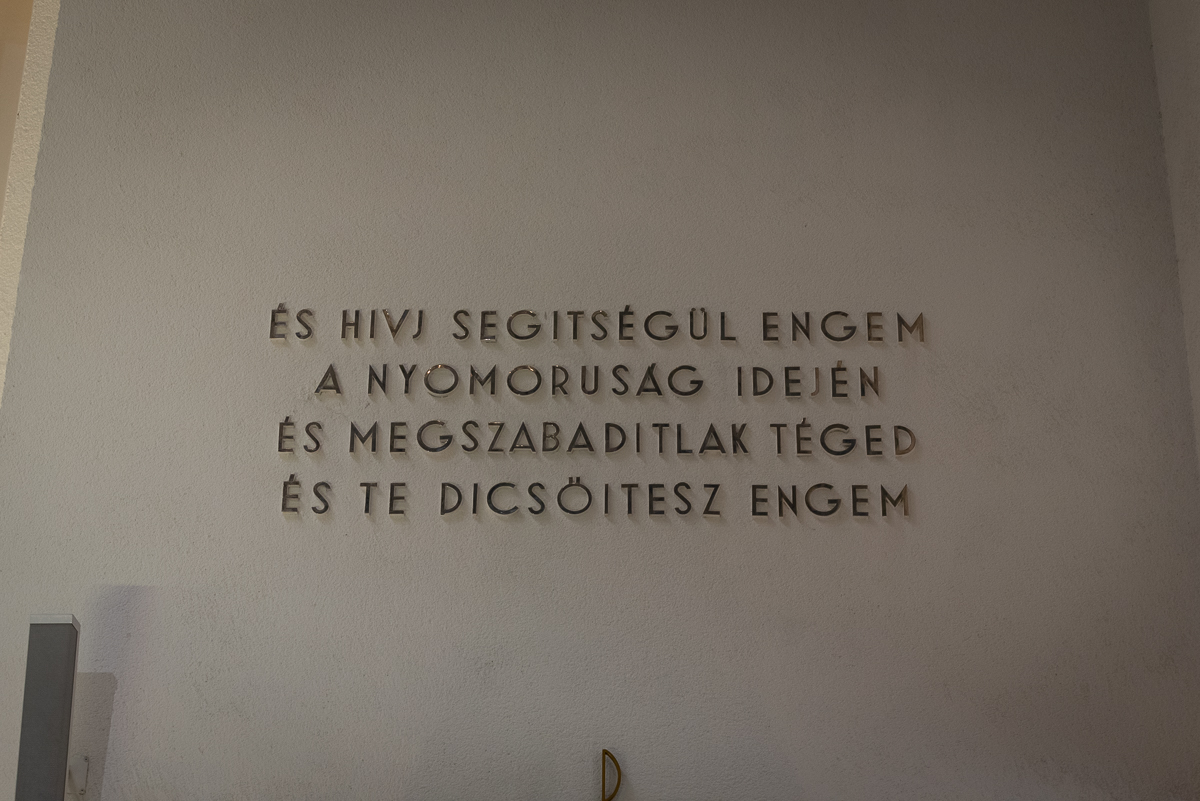 ÉS HIVJ SEGITSÉGÜL ENGEM
A NYOMORUSÁG IDEJÉN
ÉS MEGSZABADITLAK TÉGED
ÉS TE DICSÖITESZ ENGEM